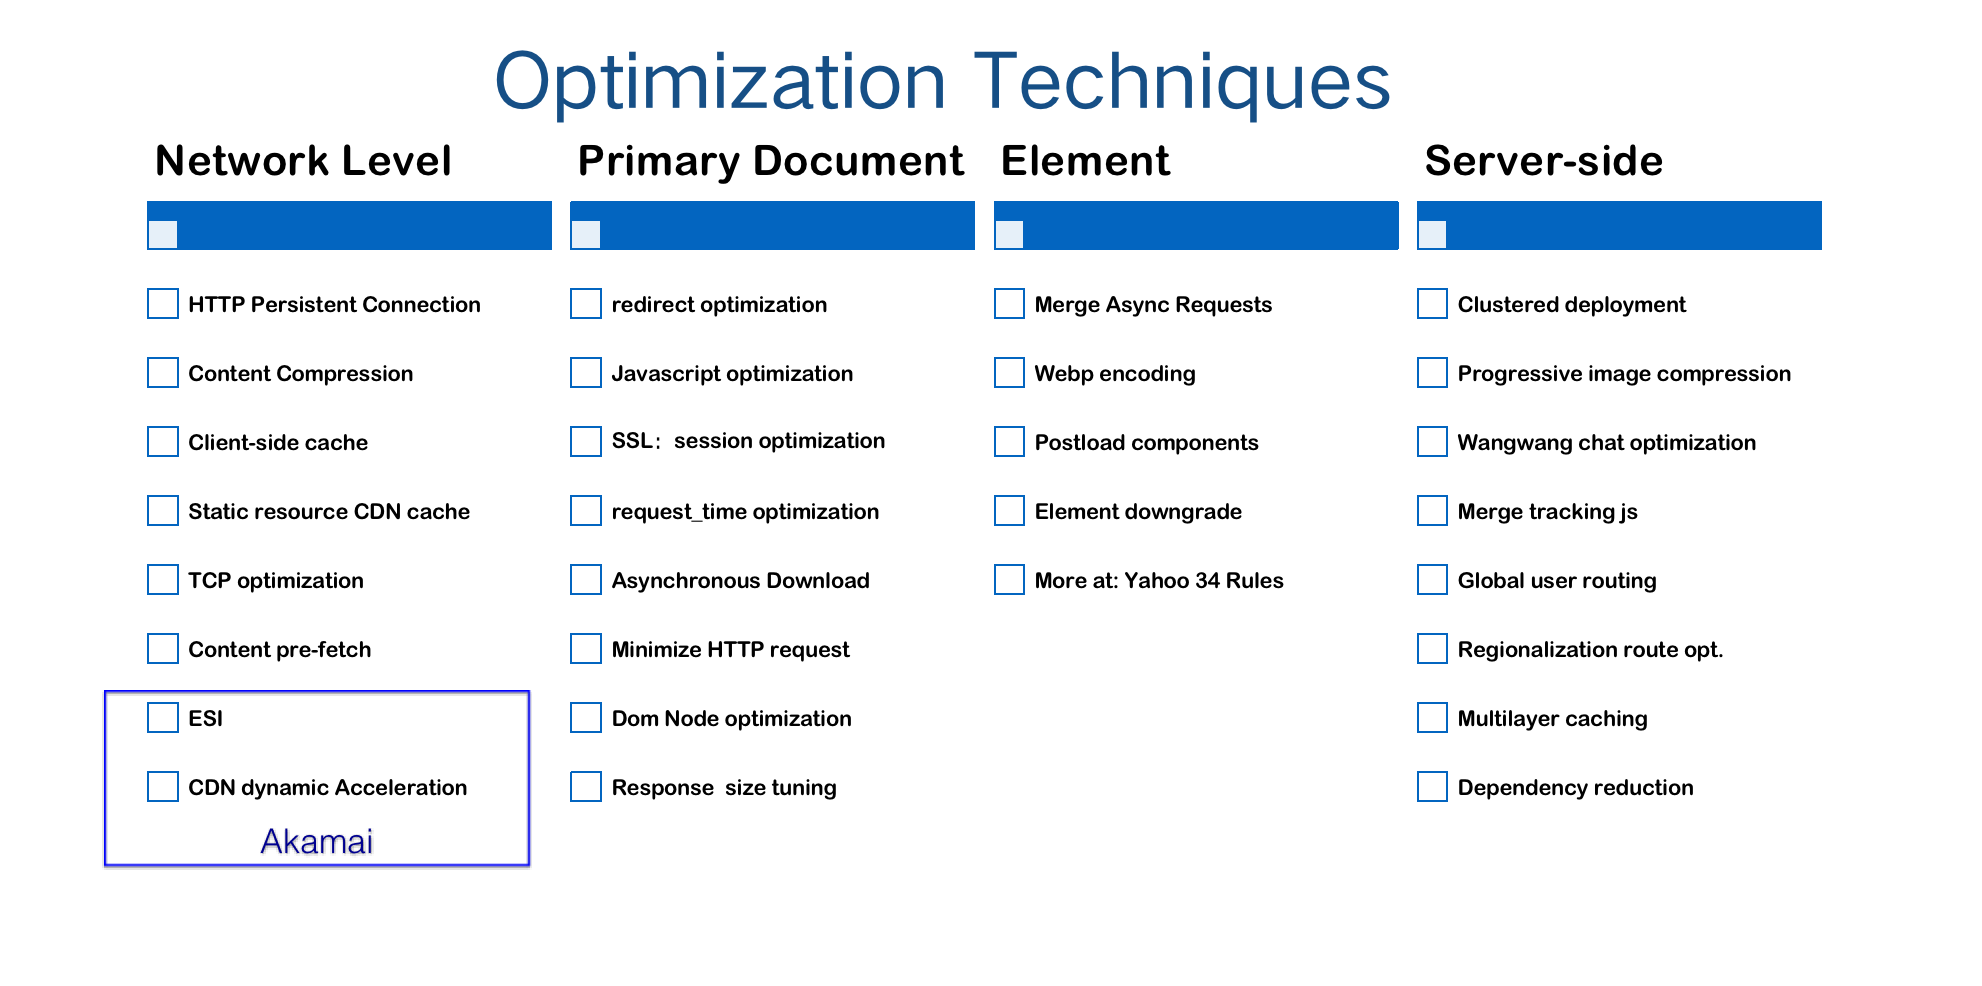 Optimization Techniques
Network Level
HTTP Persistent Connection
Content Compression
Client-side cache
Static resource CDN cache
TCP optimization
Content pre-fetch
ESI
CDN dynamic Acceleration
Akamai
Primary Document
redirect optimization
Javascript optimization
SSL： session optimization
request_time optimization
Asynchronous Download
Minimize HTTP request
Dom Node optimization
Response  size tuning
Element
Merge Async Requests
Webp encoding
Postload components
Element downgrade
More at: Yahoo 34 Rules
Server-side
Clustered deployment
Progressive image compression
Wangwang chat optimization
Merge tracking js
Global user routing
Regionalization route opt.
Multilayer caching
Dependency reduction